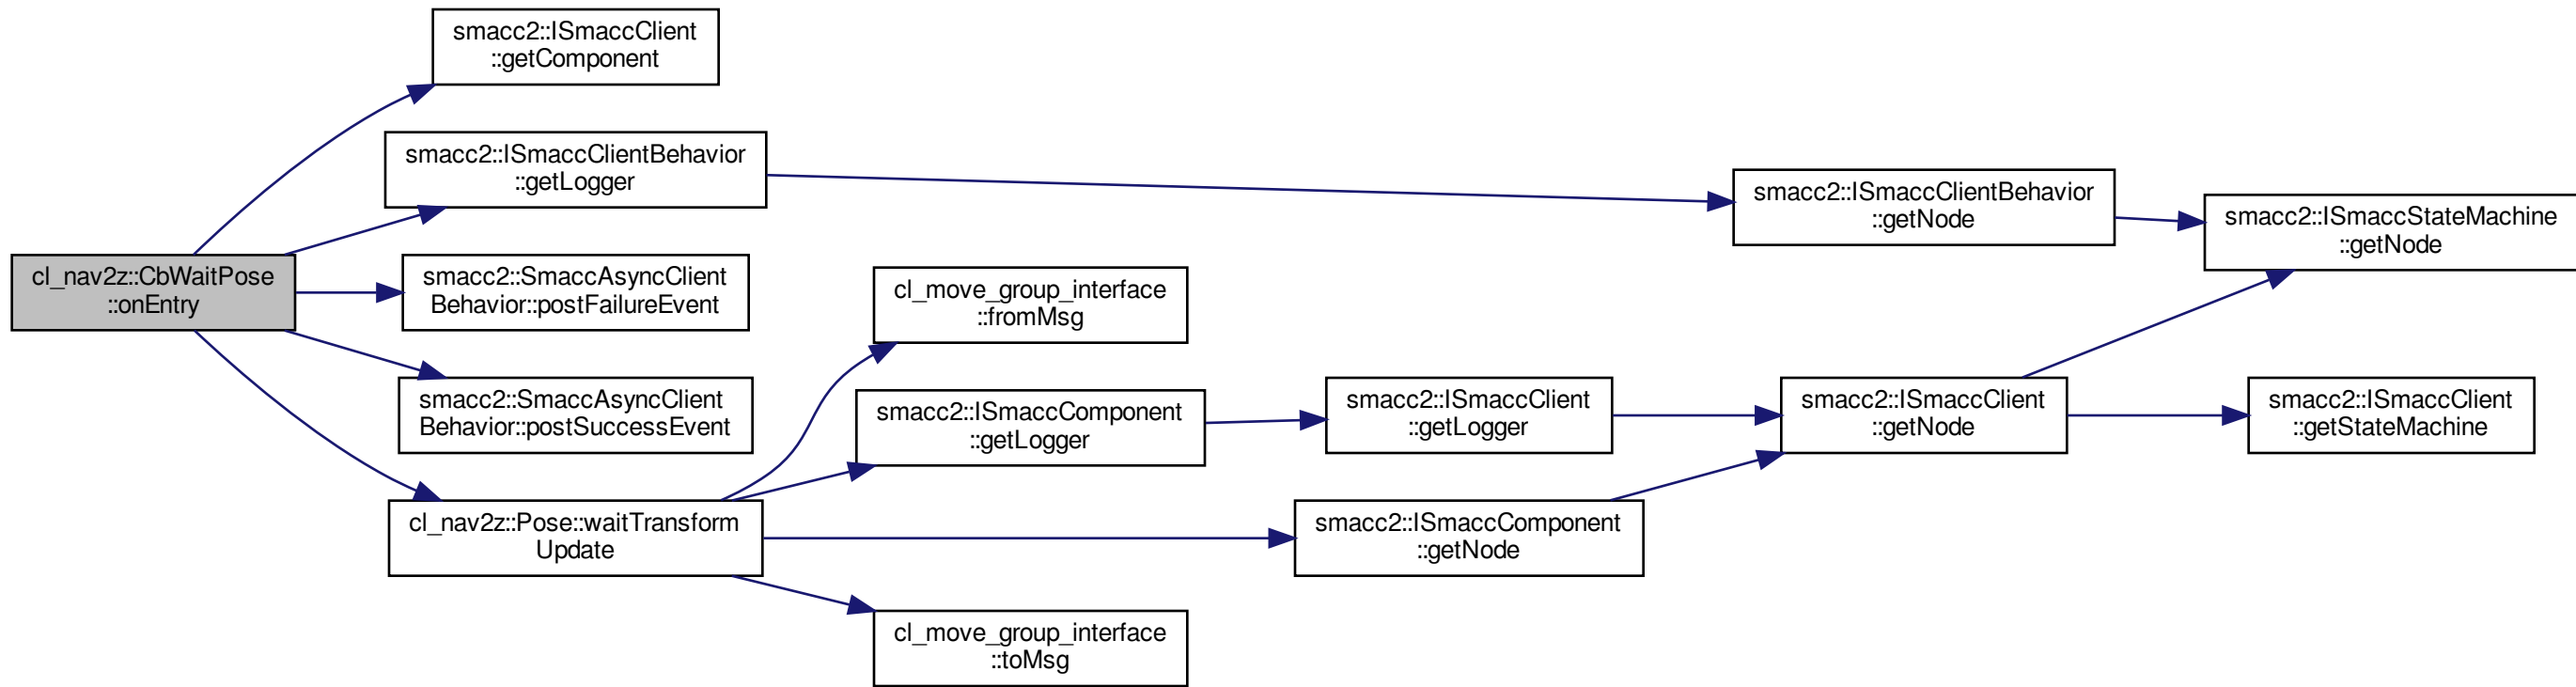 smacc2::ISmaccClient
::getComponent
smacc2::ISmaccClientBehavior
::getLogger
smacc2::ISmaccClientBehavior
::getNode
smacc2::ISmaccStateMachine
::getNode
cl_nav2z::CbWaitPose
::onEntry
smacc2::SmaccAsyncClient
Behavior::postFailureEvent
cl_move_group_interface
::fromMsg
smacc2::SmaccAsyncClient
Behavior::postSuccessEvent
smacc2::ISmaccComponent
::getLogger
smacc2::ISmaccClient
::getLogger
smacc2::ISmaccClient
::getNode
smacc2::ISmaccClient
::getStateMachine
cl_nav2z::Pose::waitTransform
Update
smacc2::ISmaccComponent
::getNode
cl_move_group_interface
::toMsg